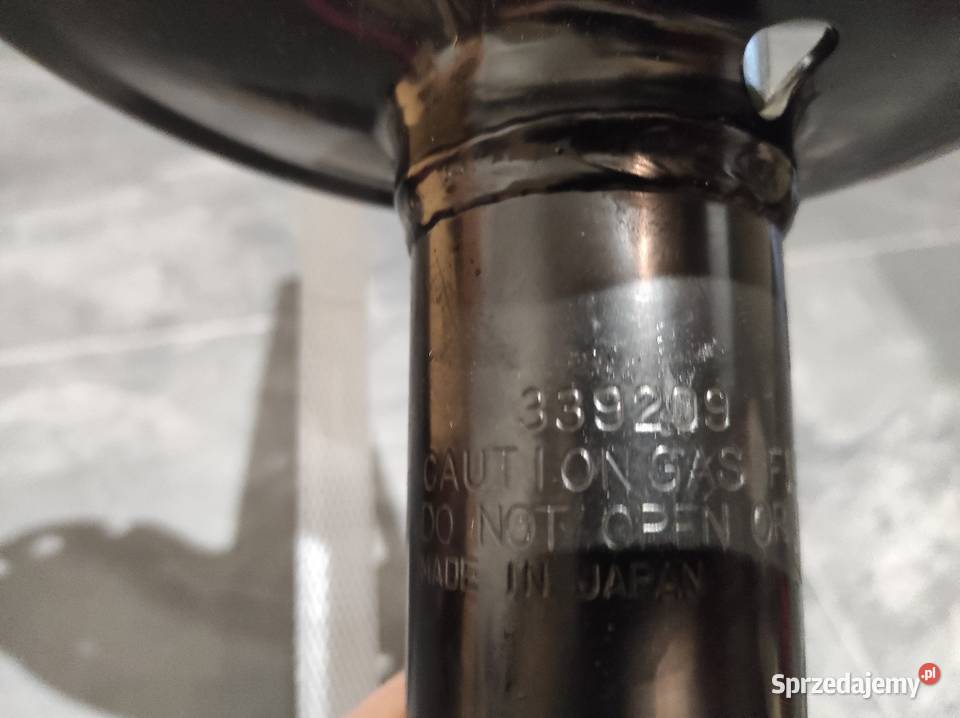 339209
CAUTION GAS F
DO NOT OPEN OR
MADE IN JAPAN
Sprzedajemy.pl